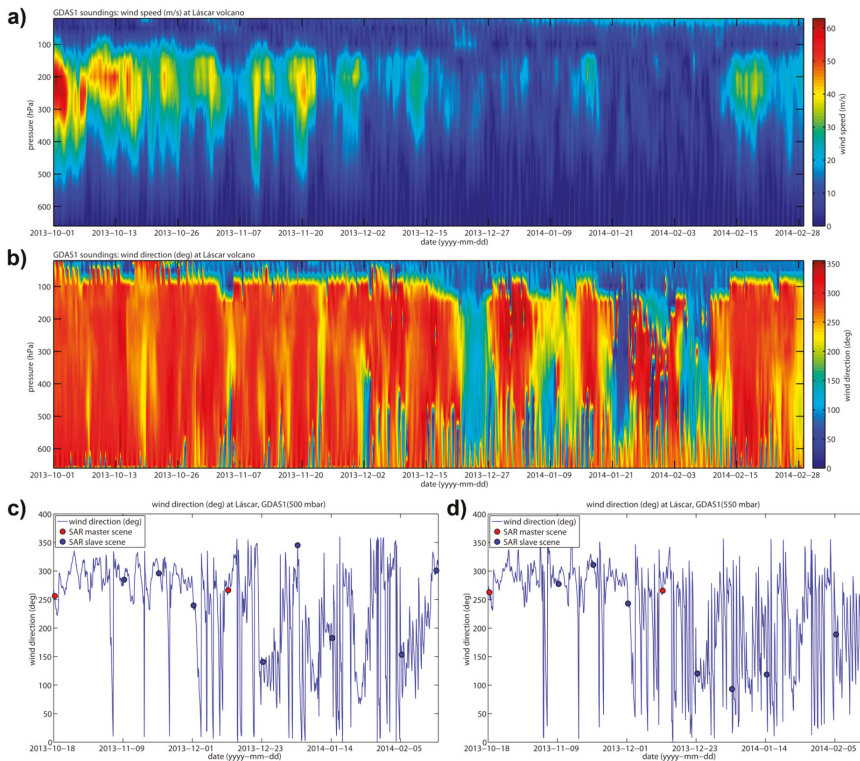 a)
GDAS1 soundings: wind speed (m/s) at Láscar volcano
100
200
300
400
500
600
pressure (hPa)
2013−10−01 2013−10−13 2013−10−26 2013−11−07 2013−11−20 2013−12−02 2013−12−15 2013−12−27 2014−01−09 2014−01−21 2014−02−03 2014−02−16 2014−02−28
date (yyyy-mm-dd)
60
50
40
30
20
10
0
wind speed (m/s)
b)
GDAS1 soundings: wind direction (deg) at Láscar volcano
100
200
300
400
500
600
pressure (hPa)
2013−10−01 2013−10−13 2013−10−26 2013−11−07 2013−11−20 2013−12−02 2013−12−15 2013−12−27 2014−01−09 2014−01−21 2014−02−03 2014−02−16 2014−02−28
date (yyyy-mm-dd)
350
300
250
200
150
100
50
0
wind direction (deg)
c)
wind direction (deg) at Láscar, GDAS1(500 mbar)
wind direction (deg)
SAR master scene
SAR slave scene
400
350
300
250
200
150
100
50
0
wind direction (deg)
2013−10−18 2013−11−09 2013−12−01 2013−12−23 2014−01−14 2014−02−05
date (yyyy−mm−dd)
d)
wind direction (deg) at Láscar, GDAS1(550 mbar)
wind direction (deg)
SAR master scene
SAR slave scene
400
350
300
250
200
150
100
50
0
wind direction (deg)
2013−10−18 2013−11−09 2013−12−01 2013−12−23 2014−01−14 2014−02−05
date (yyyy−mm−dd)